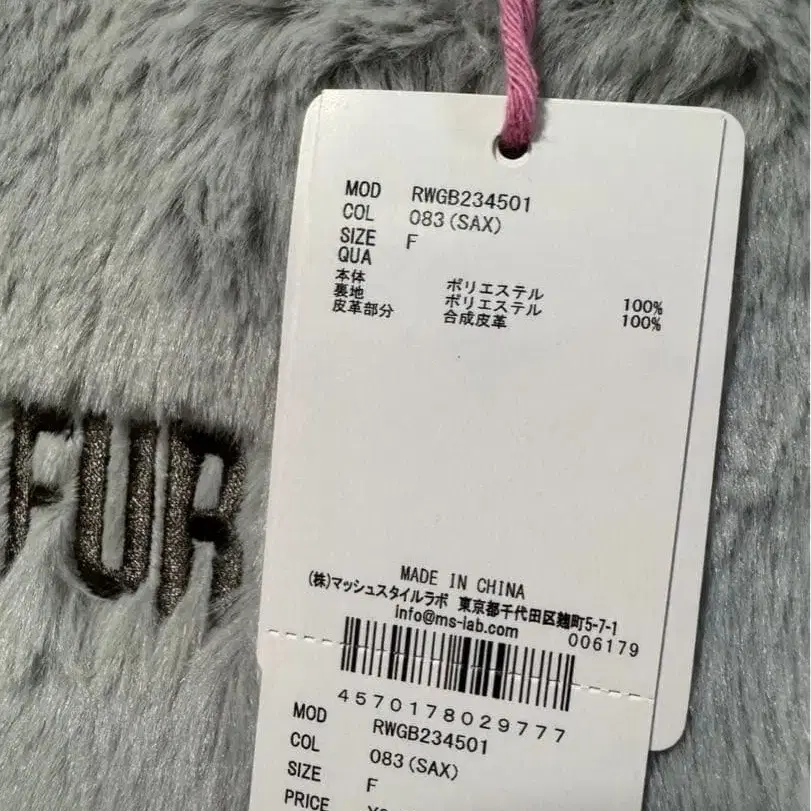 MOD RWGB234501
COL 083(SAX)
SIZE F
QUA
本体 ポリエステル 100%
裏地 ポリエステル 100%
皮革部分 合成皮革
FUR
MADE IN CHINA
(株)マッシュスタイルラボ 東京都千代田区麹町5-7-1
info@ms-lab.com 006179
4570178029777
MOD RWGB234501
COL 083(SAX)
SIZE F
PRICE